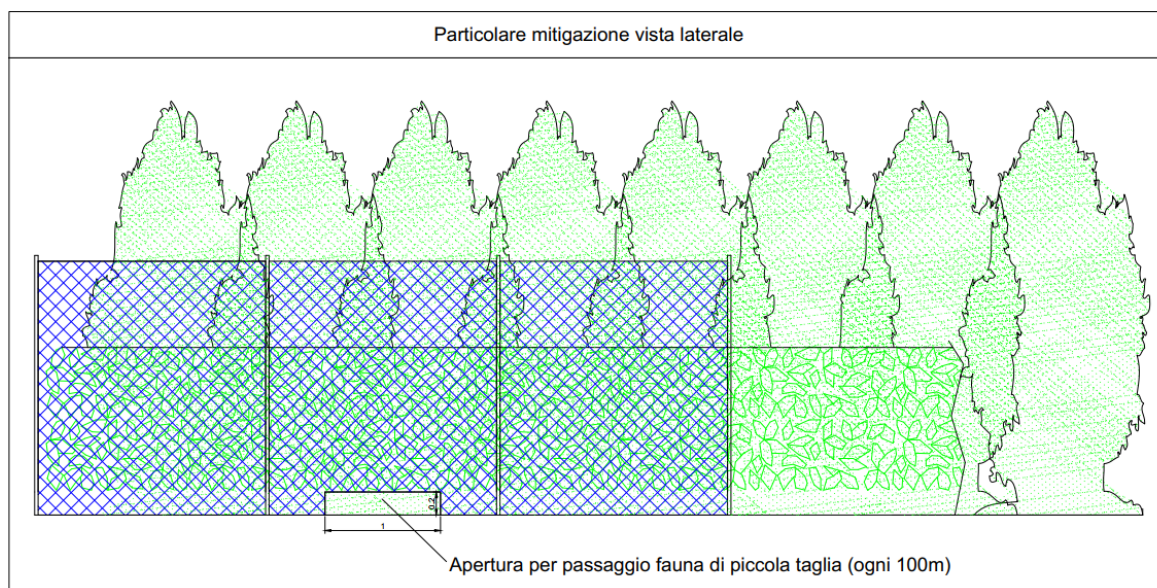 Particolare mitigazione vista laterale
0.2
1
Apertura per passaggio fauna di piccola taglia (ogni 100m)